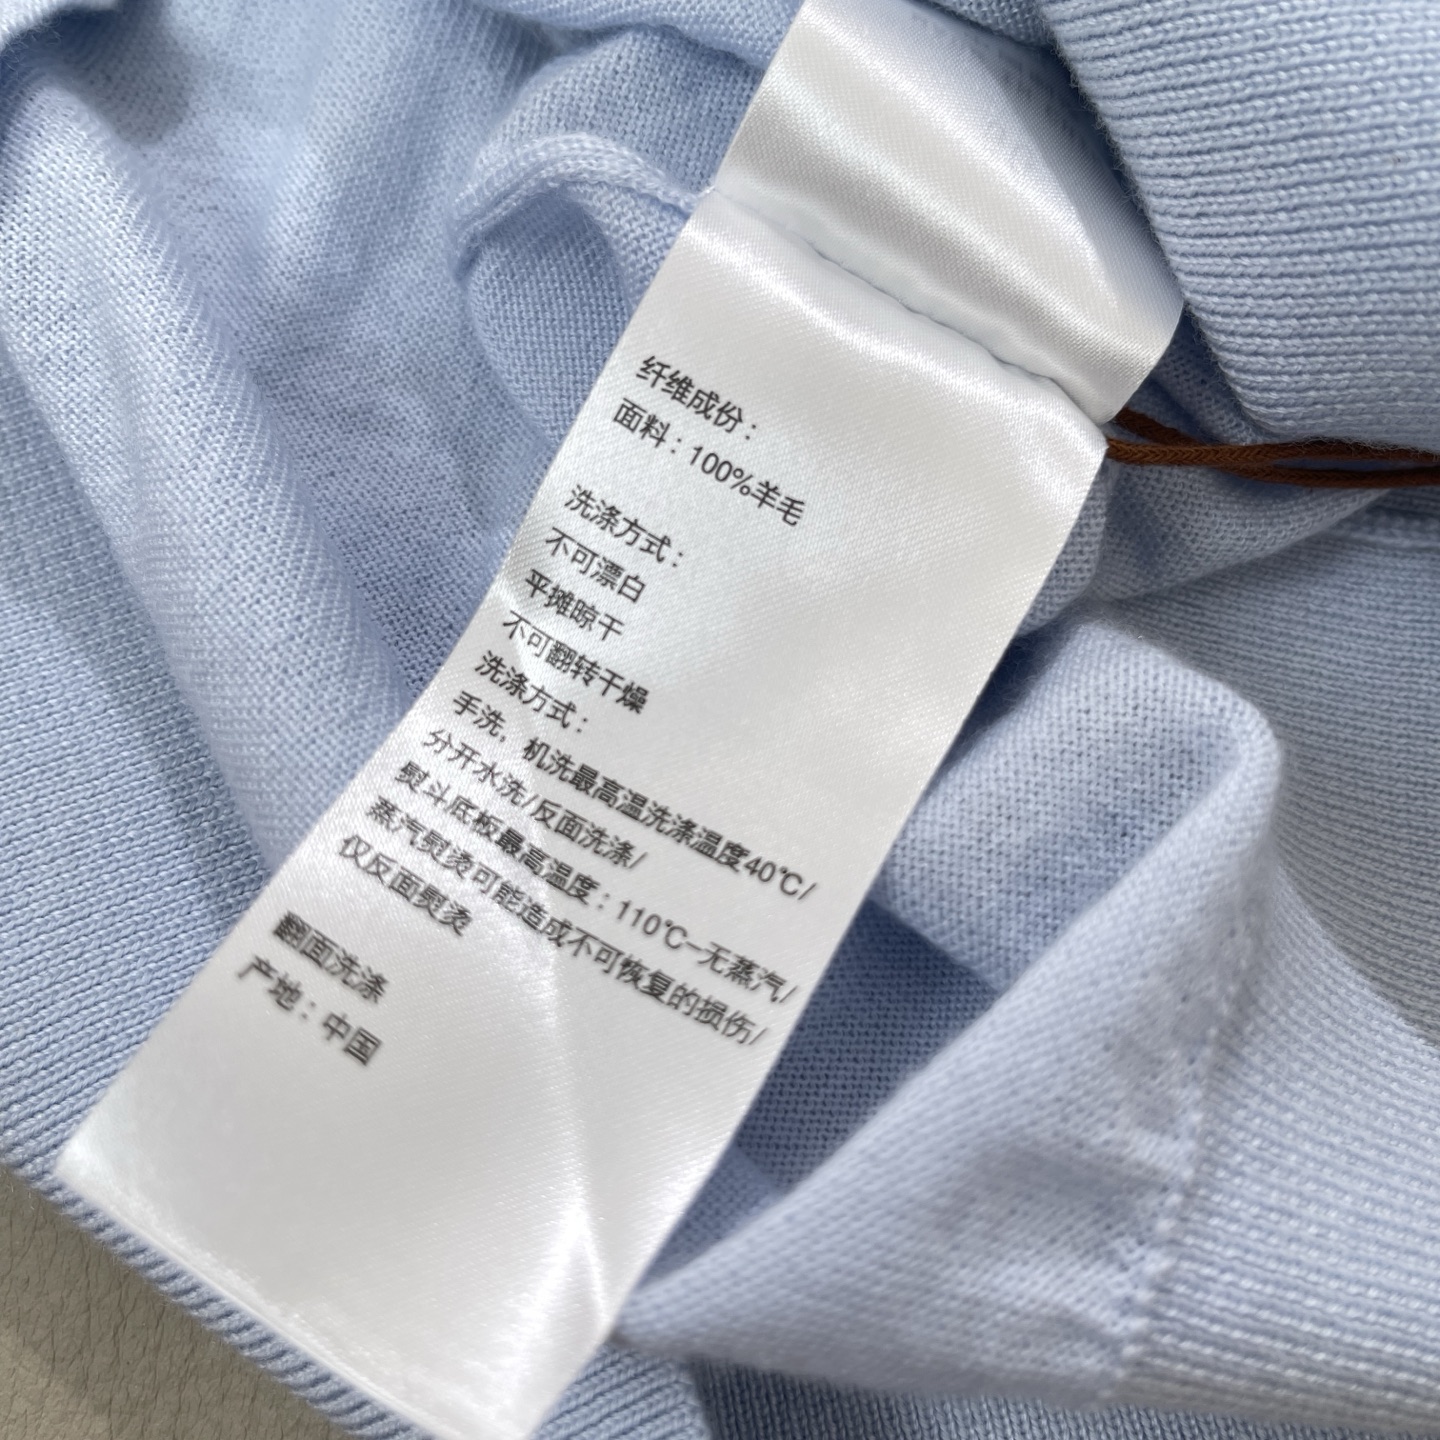 纤维成份：
面料：100%羊毛
洗涤方式：
不可漂白
平摊晾干
不可翻转干燥
洗涤方式：
手洗，机洗最高温洗涤温度40℃/
分开水洗/反面洗涤/
熨斗底板最高温度：110℃–无蒸汽/
蒸汽熨烫可能造成不可恢复的损伤/
仅反面熨烫
翻面洗涤
产地：中国